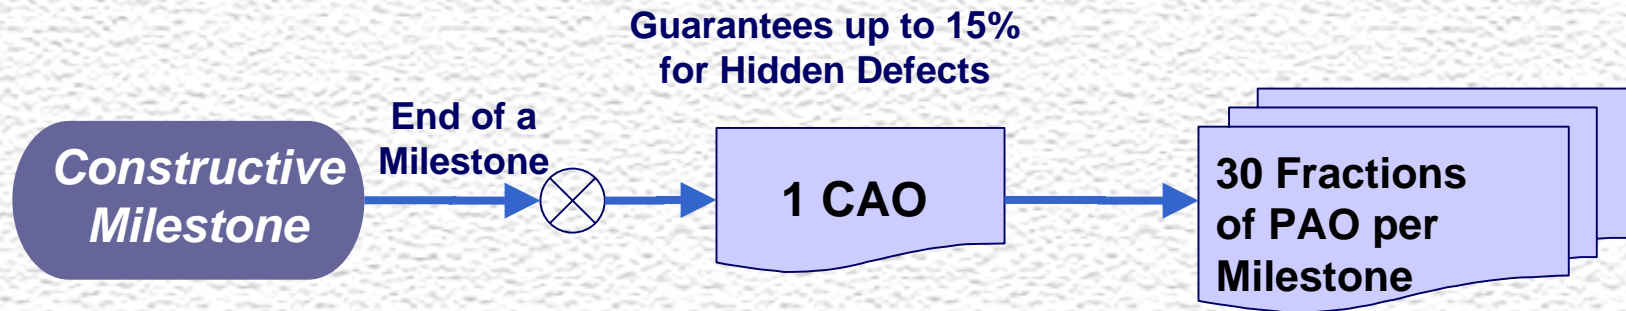 Guarantees up to 15%
for Hidden Defects
End of a
Milestone
Constructive
Milestone
1 CAO
30 Fractions
of PAO per
Milestone